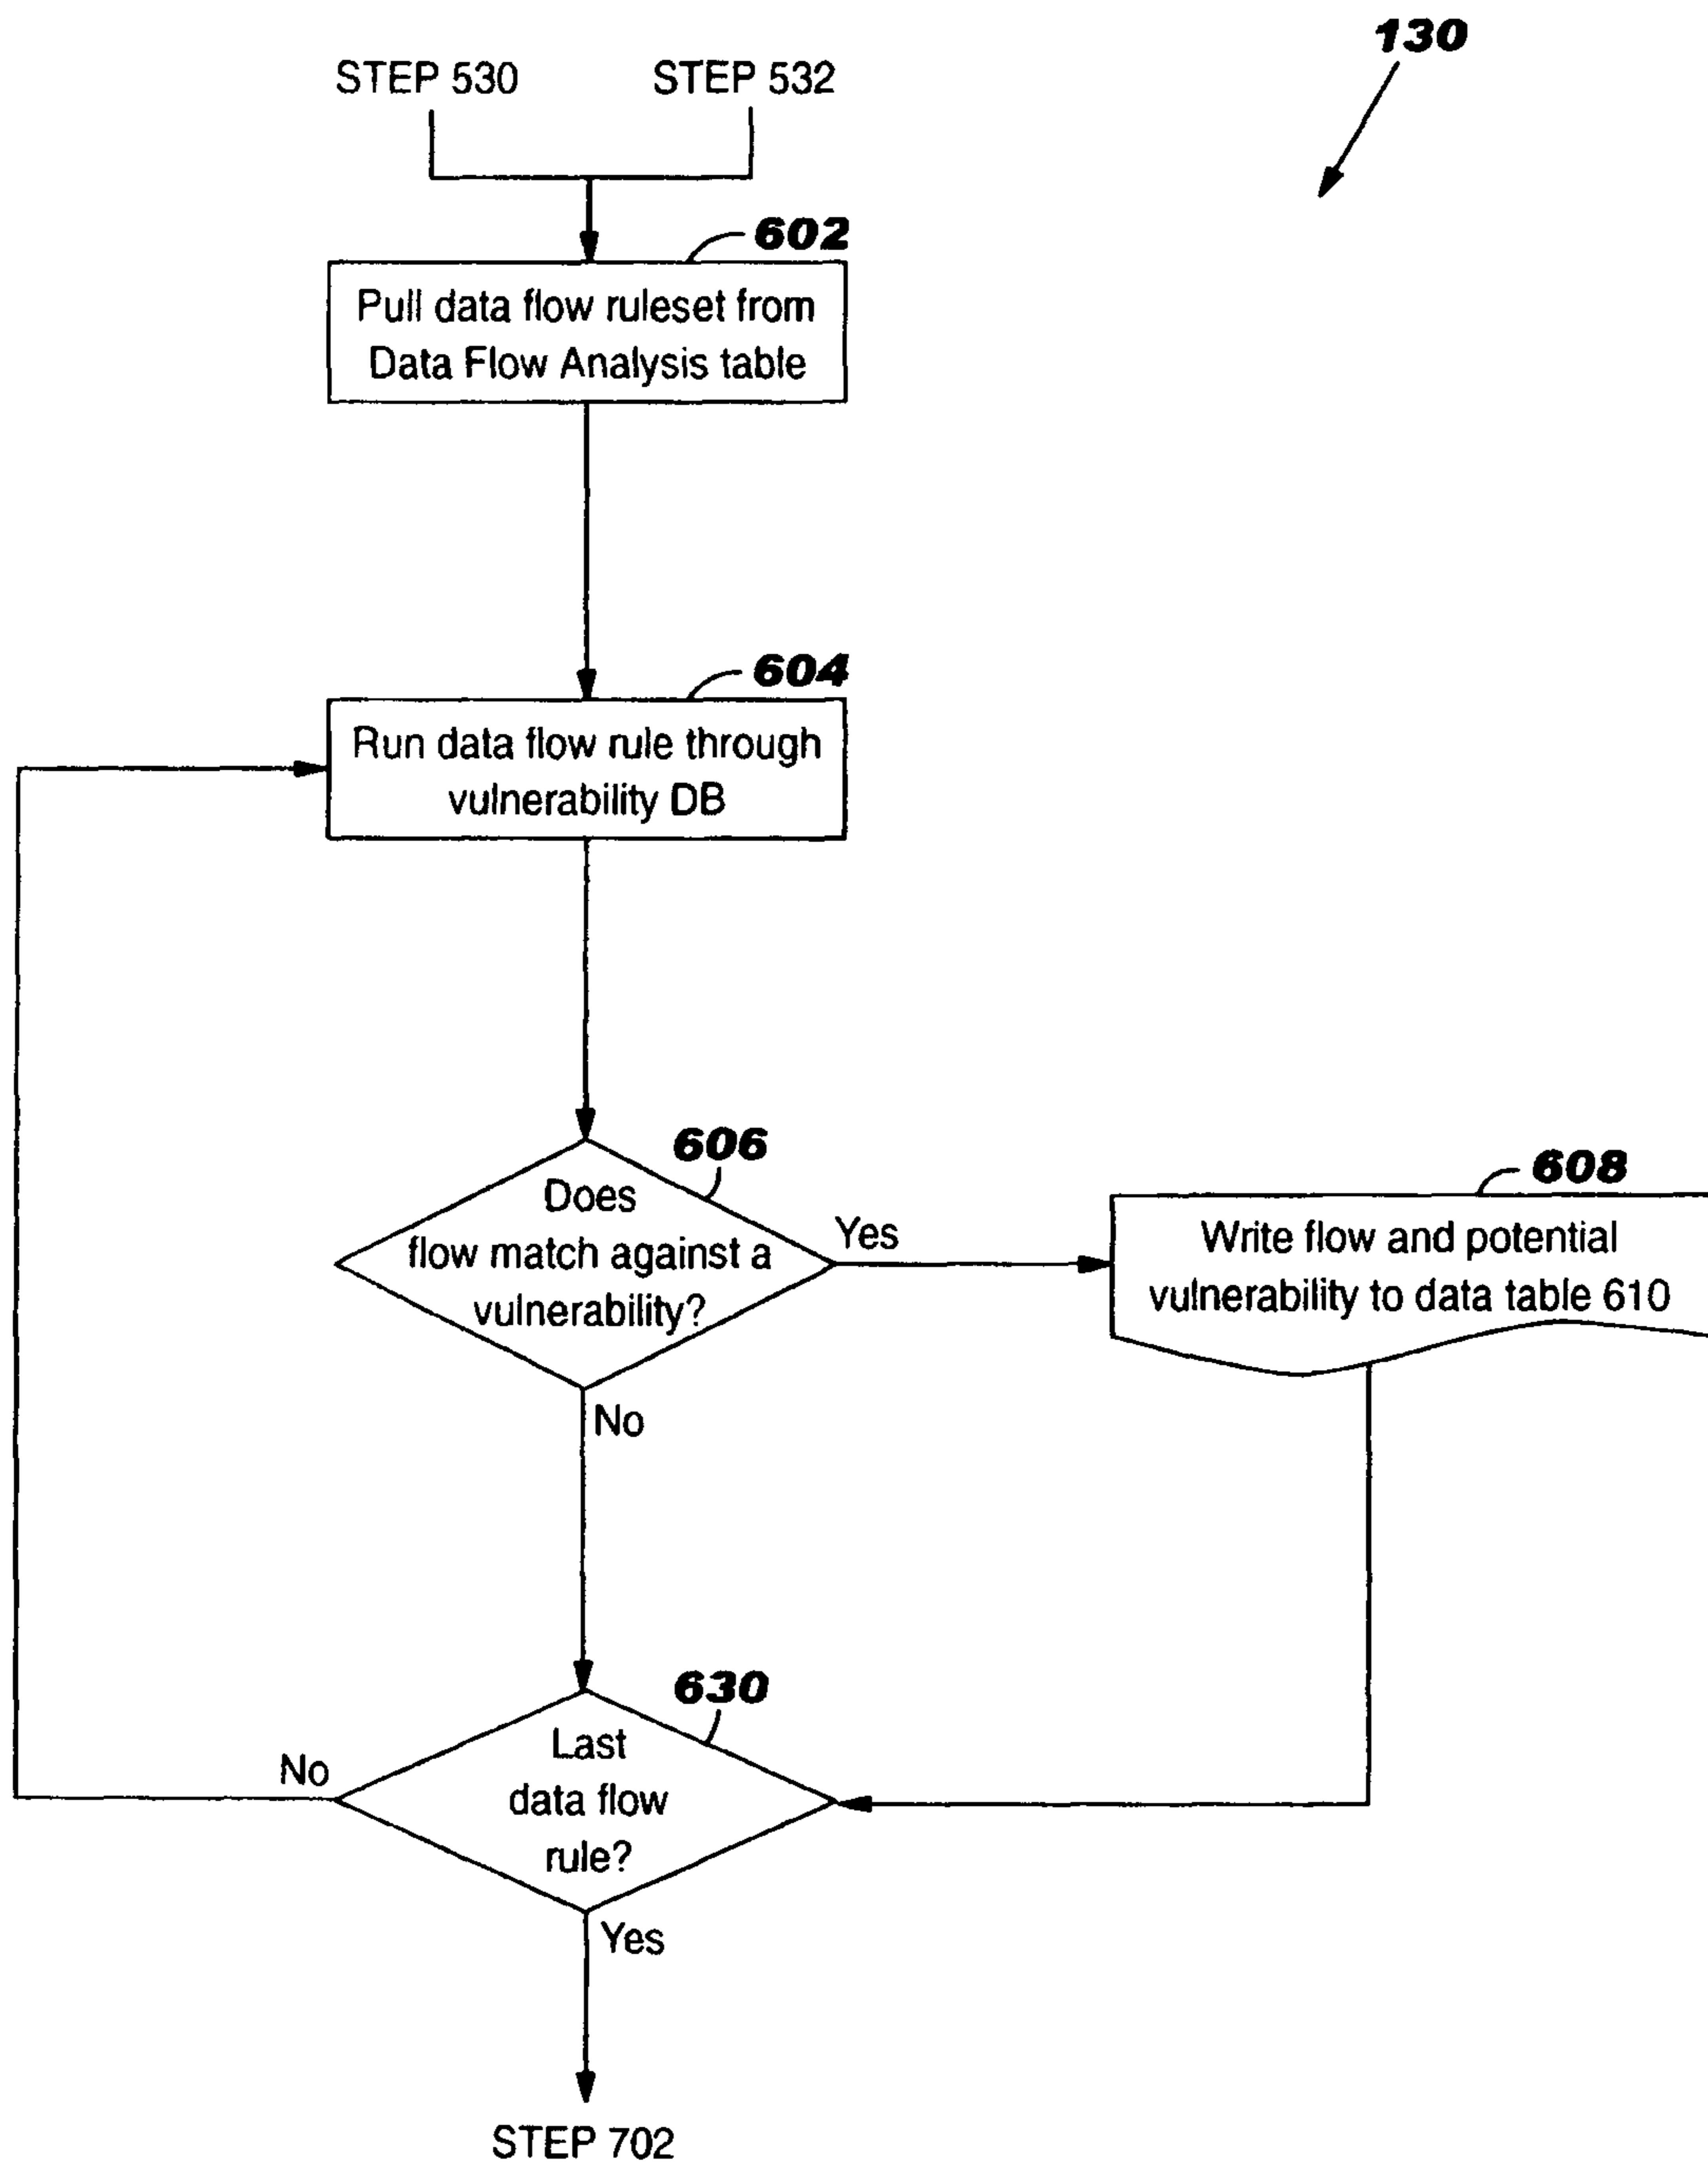 130
STEP 530
STEP 532
602
Pull data flow ruleset from
Data Flow Analysis table
604
Run data flow rule through
vulnerability DB
606
Does
flow match against a
vulnerability?
Yes
No
608
Write flow and potential
vulnerability to data table 610
630
Last
data flow
rule?
No
Yes
STEP 702